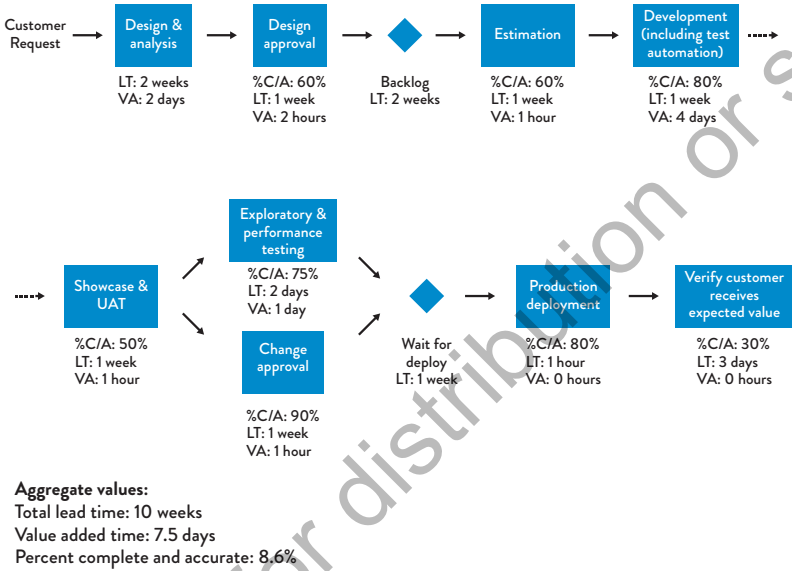 Customer
Request
Design &
analysis
LT: 2 weeks
VA: 2 days
Design
approval
%C/A: 60%
LT: 1 week
VA: 2 hours
Backlog
LT: 2 weeks
Estimation
%C/A: 60%
LT: 1 week
VA: 1 hour
Development
(including test
automation)
%C/A: 80%
LT: 1 week
VA: 4 days
Showcase &
UAT
%C/A: 50%
LT: 1 week
VA: 1 hour
Exploratory &
performance
testing
%C/A: 75%
LT: 2 days
VA: 1 day
Change
approval
%C/A: 90%
LT: 1 week
VA: 1 hour
Wait for
deploy
LT: 1 week
Production
deployment
%C/A: 80%
LT: 1 hour
VA: 0 hours
Verify customer
receives
expected value
%C/A: 30%
LT: 3 days
VA: 0 hours
Aggregate values:
Total lead time: 10 weeks
Value added time: 7.5 days
Percent complete and accurate: 8.6%
for distribution or s